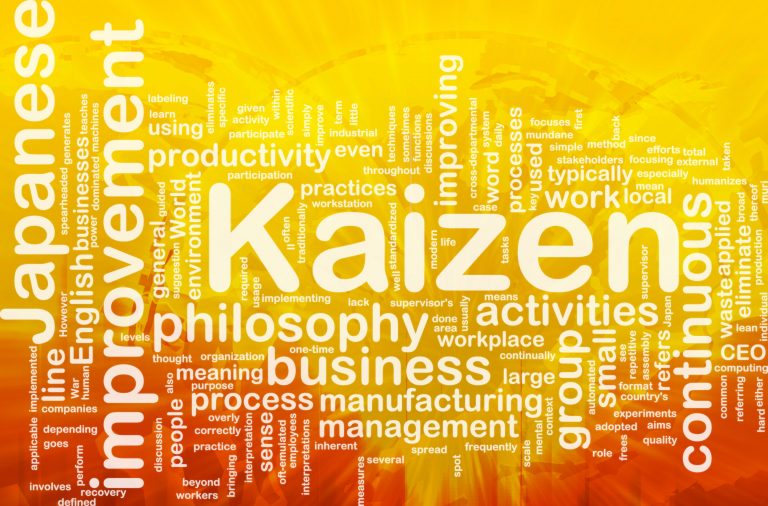 Japanese
improvement
Kaizen
continuous
improving
productivity
even
using
labeling
learn
eliminates
specific
given
activity
participate
within
scientific
simply
improve
term
little
industrial
techniques
sometimes
functions
discussions
throughout
participation
practices
workstation
often
traditionally
well
standardized
modern
life
cross-departmental
case
word
system
daily
tasks
processes
key
used
focuses
mundane
first
simple
method
back
since
stakeholders
focusing
efforts
total
external
typically
especially
mean
humanizes
taken
work
local
supervisor
broad
thereof
production
individual
applied
eliminate
waste
lean
CEO
computing
spearheaded
generates
dominated
machines
teaches
businesses
power
English
However
line
War
human
implemented
companies
applicable
depending
goes
perform
involves
recovery
defined
general
guided
suggestion
World
environment
required
usage
implementing
lack
supervisor's
done
area
usually
means
activities
philosophy
workplace
levels
thought
organization
one-time
continually
meaning
business
large
also
purpose
process
manufacturing
management
people
discussion
overly
correctly
practice
bringing
interpretation
sense
oft-emulated
employees
interpretations
inherent
measures
several
spread
spot
frequently
scale
mental
context
beyond
workers
group
automated
small
see
repetitive
assembly
refers
Japan
format
country's
experiments
adopted
aims
role
frees
quality
common
referring
hard
either